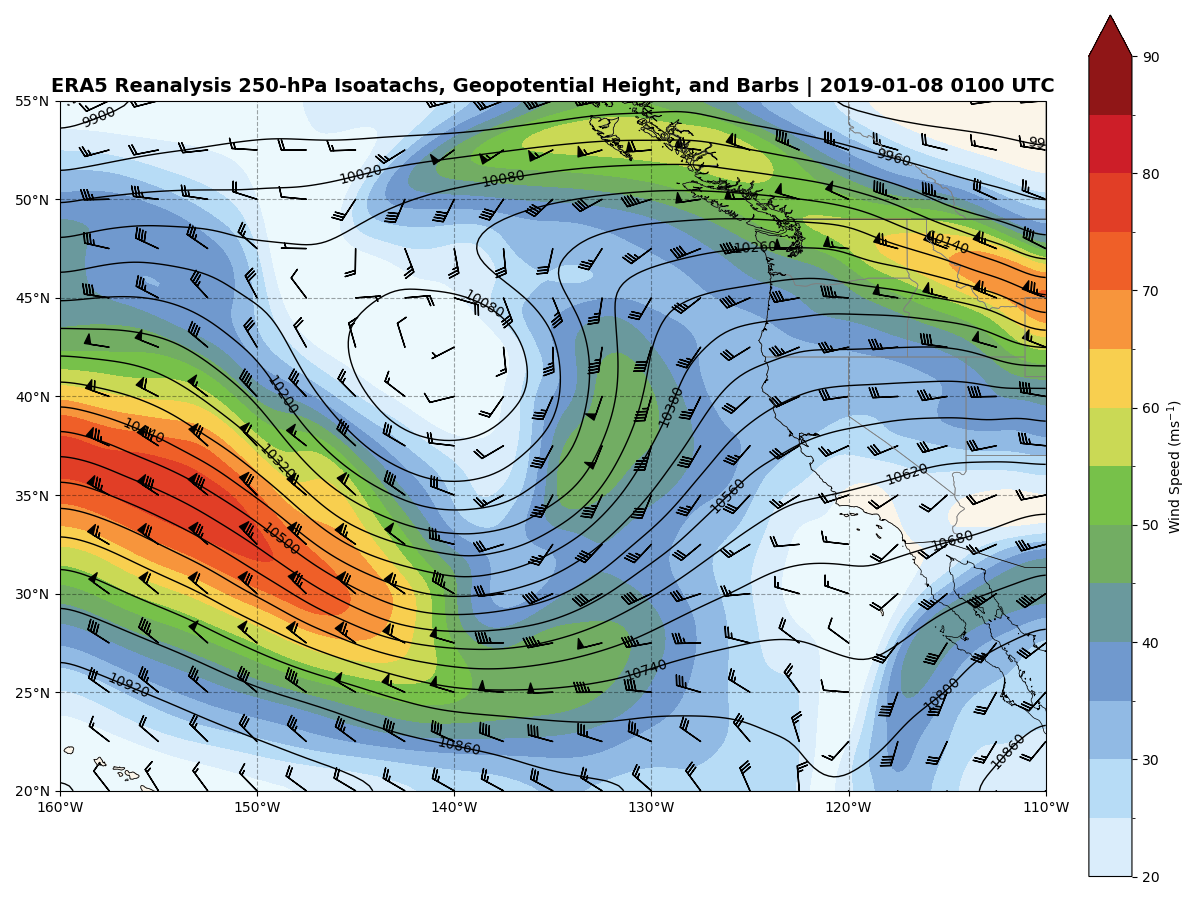 ERA5 Reanalysis 250-hPa Isoatachs, Geopotential Height, and Barbs | 2019-01-08 0100 UTC
90
80
70
60
50
40
30
20
Wind Speed (ms⁻¹)
55°N
50°N
45°N
40°N
35°N
30°N
25°N
20°N
160°W
150°W
140°W
130°W
120°W
110°W
9900
9960
99
10020
10080
10140
10260
10080
10200
10380
10320
10620
10560
10500
10680
10740
10920
10800
10860
10860